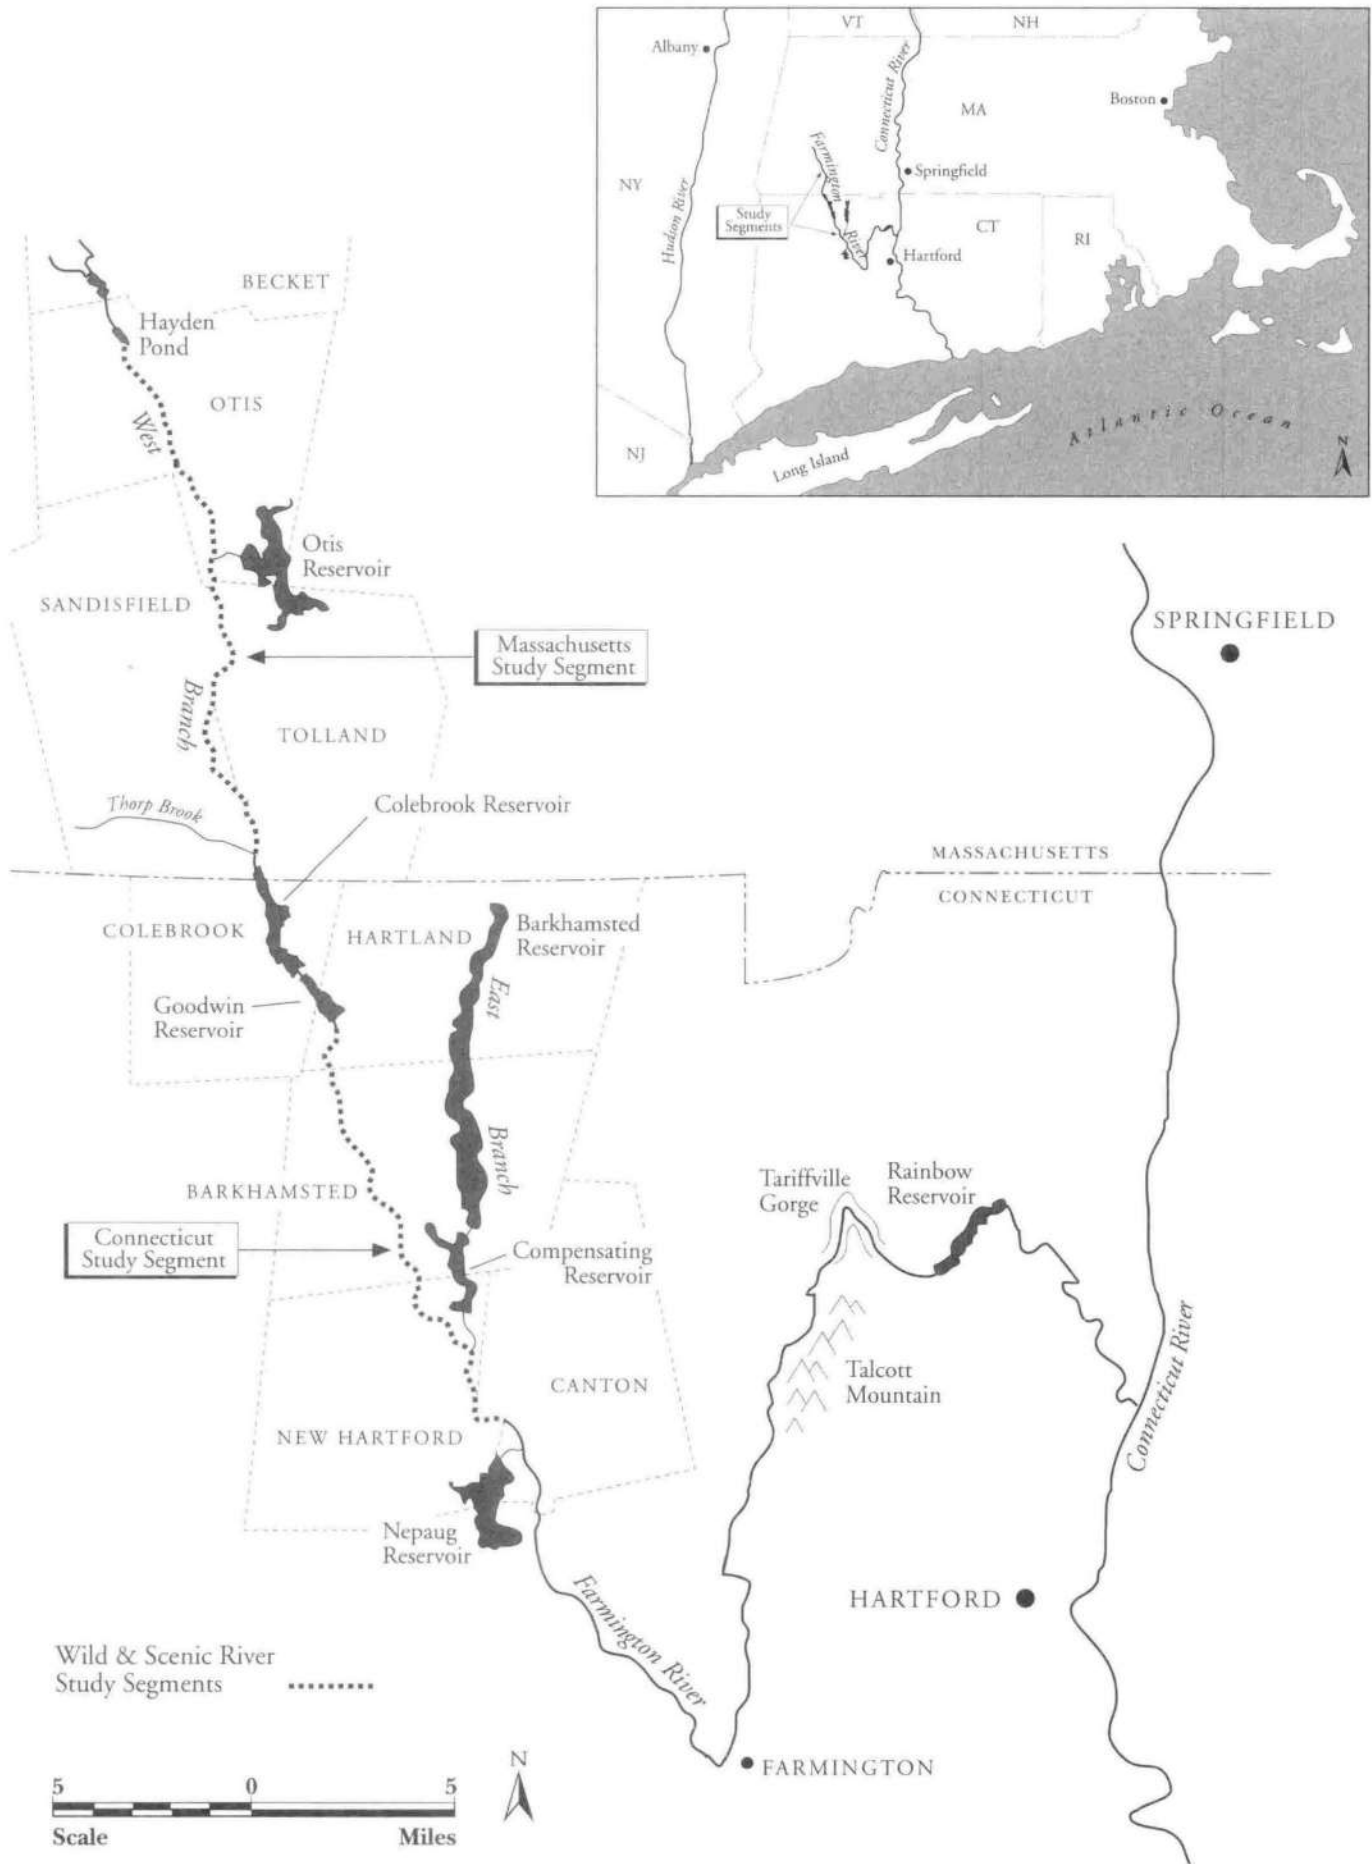 VT
NH
Albany
Connecticut River
Boston
MA
Farmington
Springfield
NY
Hudson River
Study
Segments
River
CT
RI
Hartford
NJ
Long Island
Atlantic Ocean
N
BECKET
Hayden
Pond
OTIS
West
Otis
Reservoir
SANDISFIELD
Massachusetts
Study Segment
Branch
TOLLAND
Thorp Brook
Colebrook Reservoir
SPRINGFIELD
MASSACHUSETTS
CONNECTICUT
COLEBROOK
HARTLAND
Barkhamsted
Reservoir
East
Goodwin
Reservoir
Branch
BARKHAMSTED
Connecticut
Study Segment
Compensating
Reservoir
Tariffville
Gorge
Rainbow
Reservoir
Talcott
Mountain
Connecticut River
CANTON
NEW HARTFORD
Nepaug
Reservoir
Farmington River
HARTFORD
FARMINGTON
Wild & Scenic River
Study Segments
N
5 0 5
Scale Miles